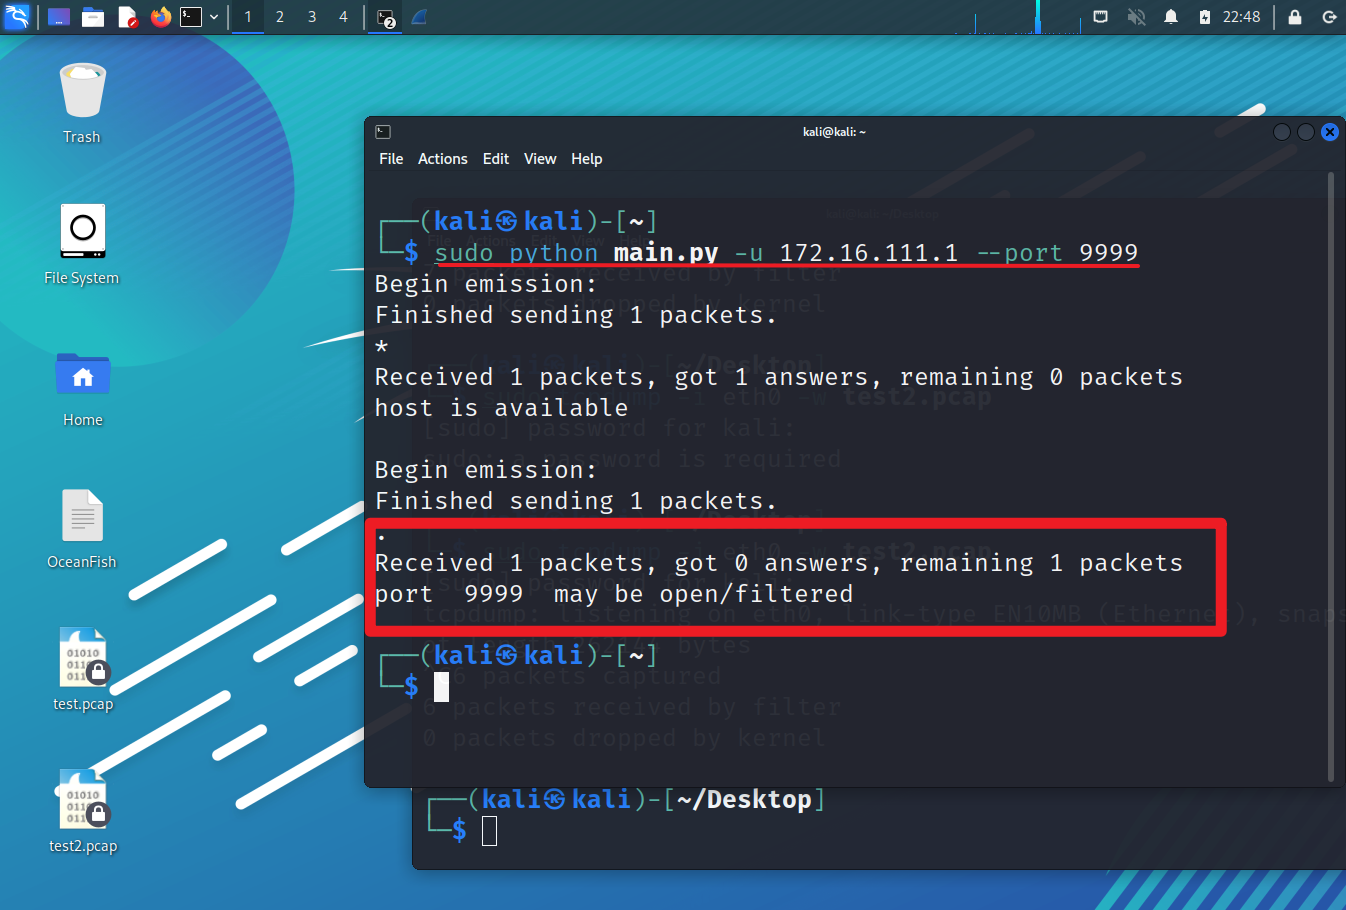 1 2 3 4 2 22:48
Trash
File System
Home
OceanFish
test.pcap
test2.pcap
kali@kali: ~
File Actions Edit View Help
(kali㉿kali)-[~]
$ sudo python main.py -u 172.16.111.1 --port 9999
Begin emission:
Finished sending 1 packets.
*
Received 1 packets, got 1 answers, remaining 0 packets
host is available
Begin emission:
Finished sending 1 packets.
.
Received 1 packets, got 0 answers, remaining 1 packets
port  9999  may be open/filtered
(kali㉿kali)-[~]
$
(kali㉿kali)-[~/Desktop]
$